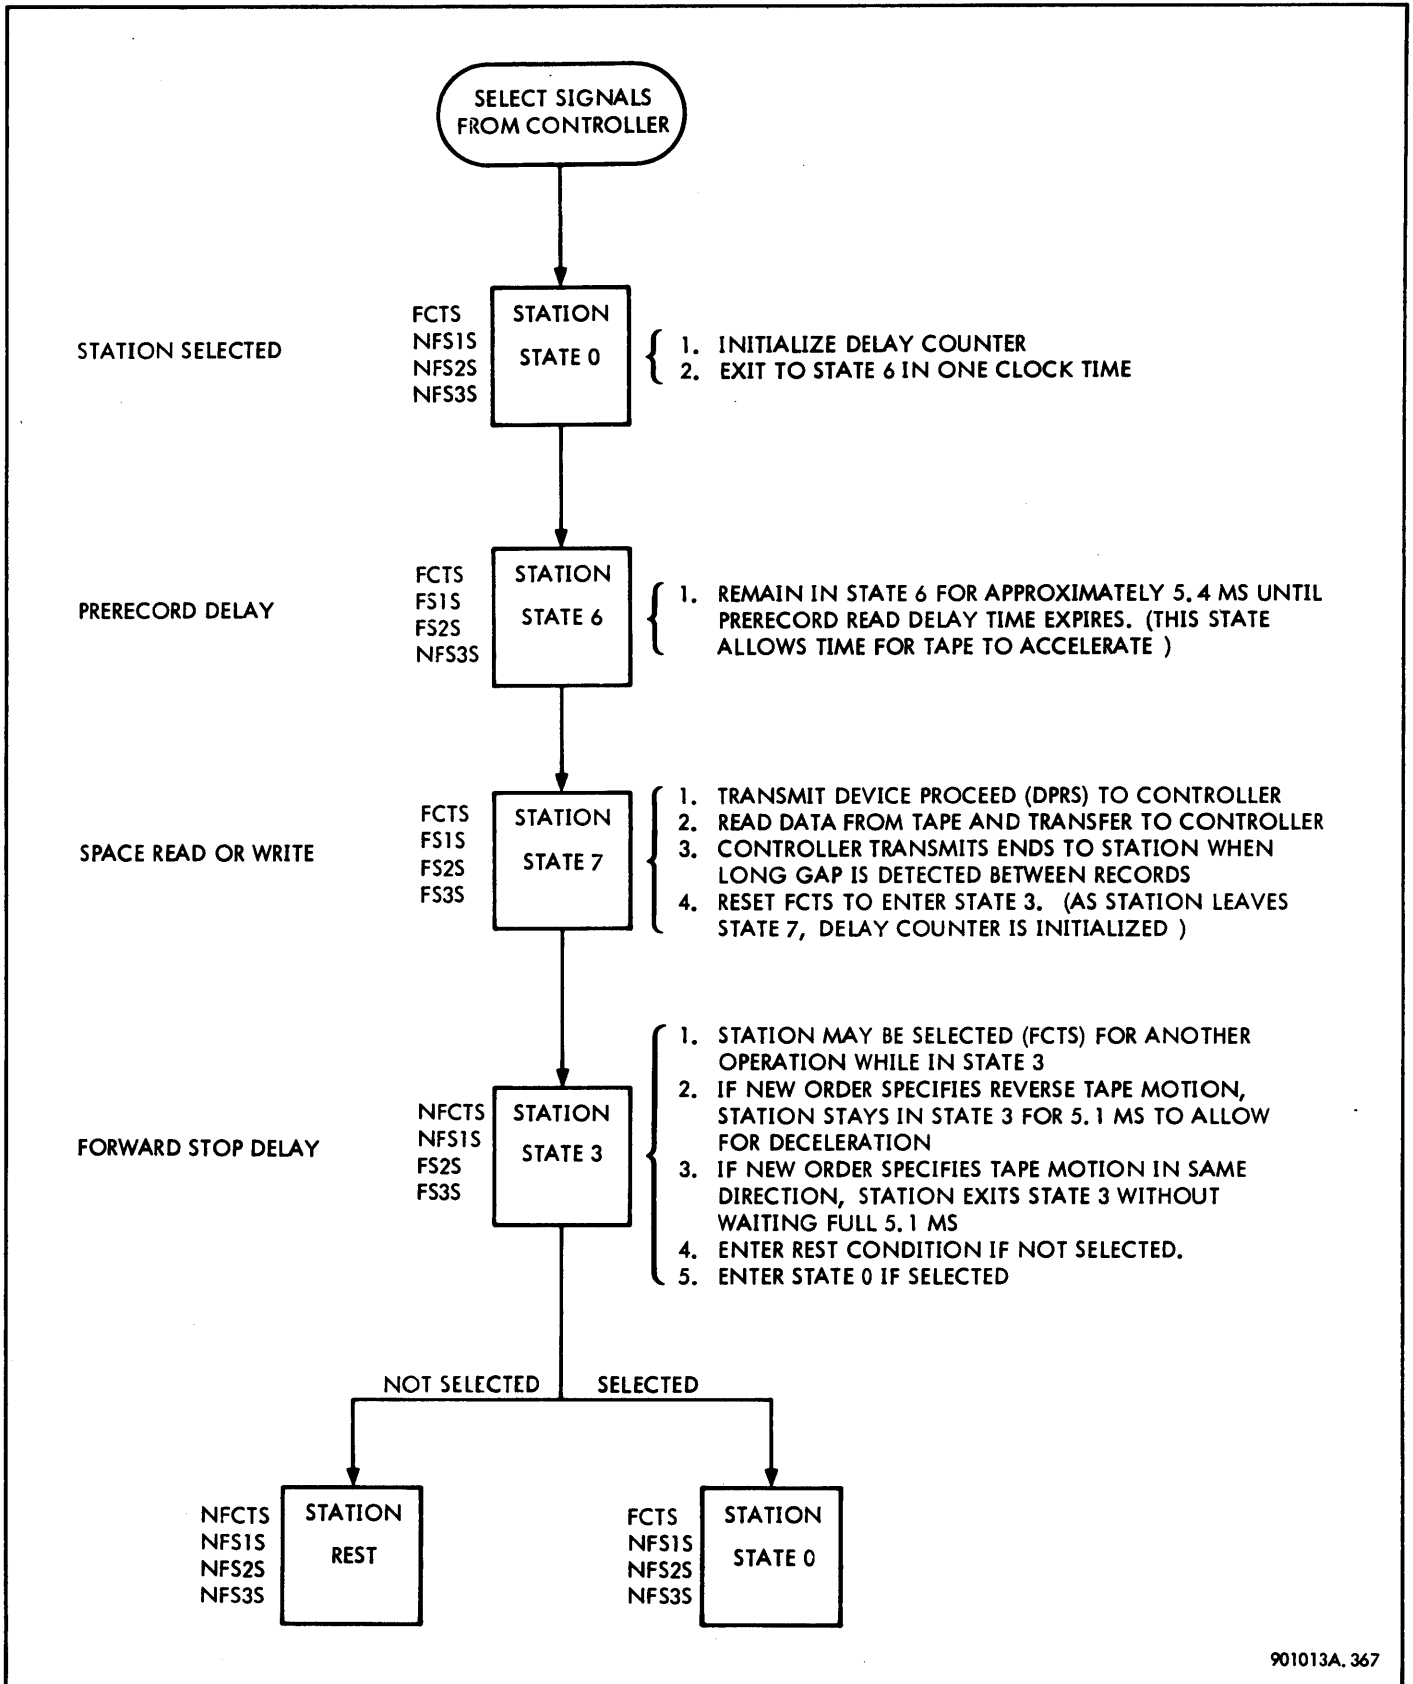 SELECT SIGNALS
FROM CONTROLLER
STATION SELECTED
FCTS
NFS1S
NFS2S
NFS3S
STATION
STATE 0
1. INITIALIZE DELAY COUNTER
2. EXIT TO STATE 6 IN ONE CLOCK TIME
PRERECORD DELAY
FCTS
FS1S
FS2S
NFS3S
STATION
STATE 6
1. REMAIN IN STATE 6 FOR APPROXIMATELY 5.4 MS UNTIL
PRERECORD READ DELAY TIME EXPIRES. (THIS STATE
ALLOWS TIME FOR TAPE TO ACCELERATE )
SPACE READ OR WRITE
FCTS
FS1S
FS2S
FS3S
STATION
STATE 7
1. TRANSMIT DEVICE PROCEED (DPRS) TO CONTROLLER
2. READ DATA FROM TAPE AND TRANSFER TO CONTROLLER
3. CONTROLLER TRANSMITS ENDS TO STATION WHEN
LONG GAP IS DETECTED BETWEEN RECORDS
4. RESET FCTS TO ENTER STATE 3. (AS STATION LEAVES
STATE 7, DELAY COUNTER IS INITIALIZED )
FORWARD STOP DELAY
NFCTS
NFS1S
FS2S
FS3S
STATION
STATE 3
1. STATION MAY BE SELECTED (FCTS) FOR ANOTHER
OPERATION WHILE IN STATE 3
2. IF NEW ORDER SPECIFIES REVERSE TAPE MOTION,
STATION STAYS IN STATE 3 FOR 5.1 MS TO ALLOW
FOR DECELERATION
3. IF NEW ORDER SPECIFIES TAPE MOTION IN SAME
DIRECTION, STATION EXITS STATE 3 WITHOUT
WAITING FULL 5.1 MS
4. ENTER REST CONDITION IF NOT SELECTED.
5. ENTER STATE 0 IF SELECTED
NOT SELECTED
SELECTED
NFCTS
NFS1S
NFS2S
NFS3S
STATION
REST
FCTS
NFS1S
NFS2S
NFS3S
STATION
STATE 0
901013A.367